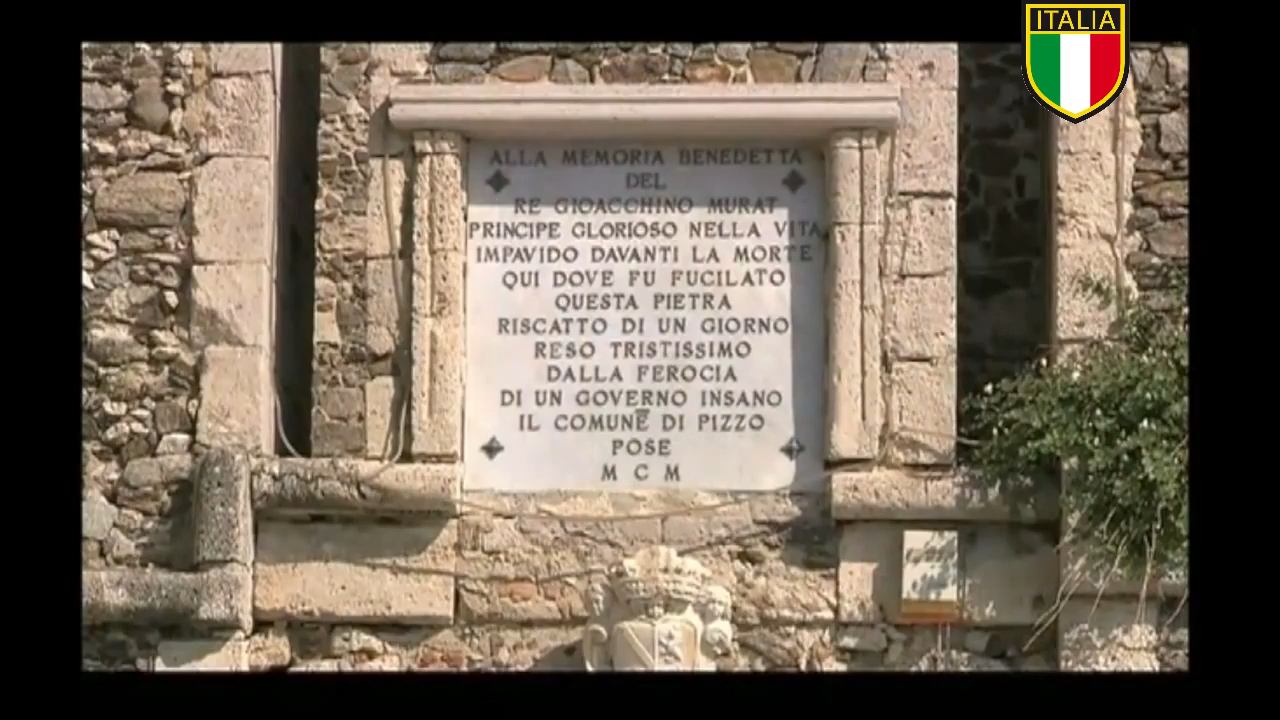 ITALIA
ALLA MEMORIA BENEDETTA
DEL
RE GIOACCHINO MURAT
PRINCIPE GLORIOSO NELLA VITA
IMPAVIDO DAVANTI LA MORTE
QUI DOVE FU FUCILATO
QUESTA PIETRA
RISCATTO DI UN GIORNO
RESO TRISTISSIMO
DALLA FEROCIA
DI UN GOVERNO INSANO
IL COMUNE DI PIZZO
POSE
M C M